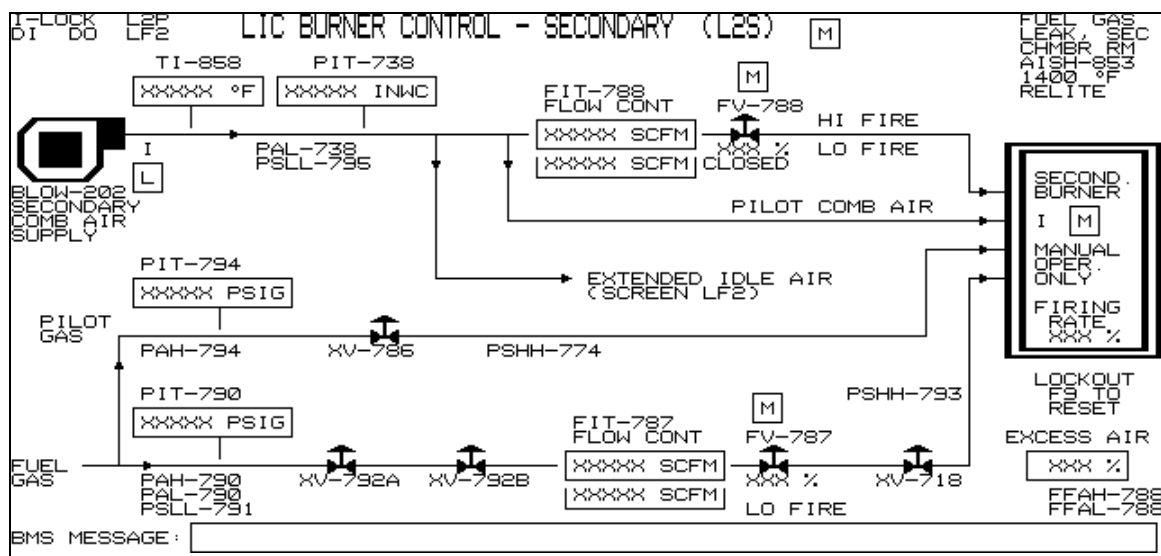 I-LOCK L2P
DI DO LF2
LIC BURNER CONTROL - SECONDARY (L2S)
M
FUEL GAS
LEAK, SEC
CHMBR RM
AISH-853
1400 °F
RELITE
TI-858
XXXXX °F
PIT-738
XXXXX INWC
PAL-738
PSLL-795
I
L
BLOW-202
SECONDARY
COMB AIR
SUPPLY
FIT-788
FLOW CONT
XXXXX SCFM
XXXXX SCFM
M
FV-788
XXX %
CLOSED
HI FIRE
LO FIRE
PILOT COMB AIR
EXTENDED IDLE AIR
(SCREEN LF2)
SECOND.
BURNER
I M
MANUAL
OPER.
ONLY
FIRING
RATE
XXX %
PIT-794
XXXXX PSIG
PILOT
GAS
PAH-794
XV-786
PSHH-774
PIT-790
XXXXX PSIG
FUEL
GAS
PAH-790
PAL-790
PSLL-791
XV-792A
XV-792B
FIT-787
FLOW CONT
XXXXX SCFM
XXXXX SCFM
M
FV-787
XXX %
LO FIRE
PSHH-793
XV-718
LOCKOUT
F9 TO
RESET
EXCESS AIR
XXX %
FFAH-788
FFAL-788
BMS MESSAGE: